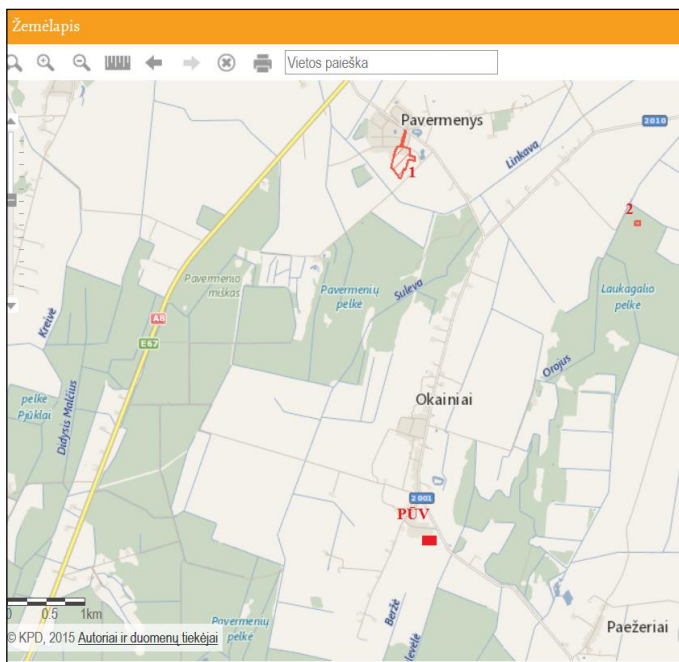 Žemėlapis
Vietos paieška
Pavermenys
2010
1
Linkava
2
Pavermenio
miškas
Pavermenių
pelkė
Suleva
Laukagalio
pelkė
Kreivė
A8
E67
Orojus
pelkė
Pjūklai
Didysis Malčius
Okainiai
2 001
PŪV
Beržė
0 0.5 1km
Pavermenių
pelkė
Paežeriai
© KPD, 2015 Autoriai ir duomenų tiekėjai